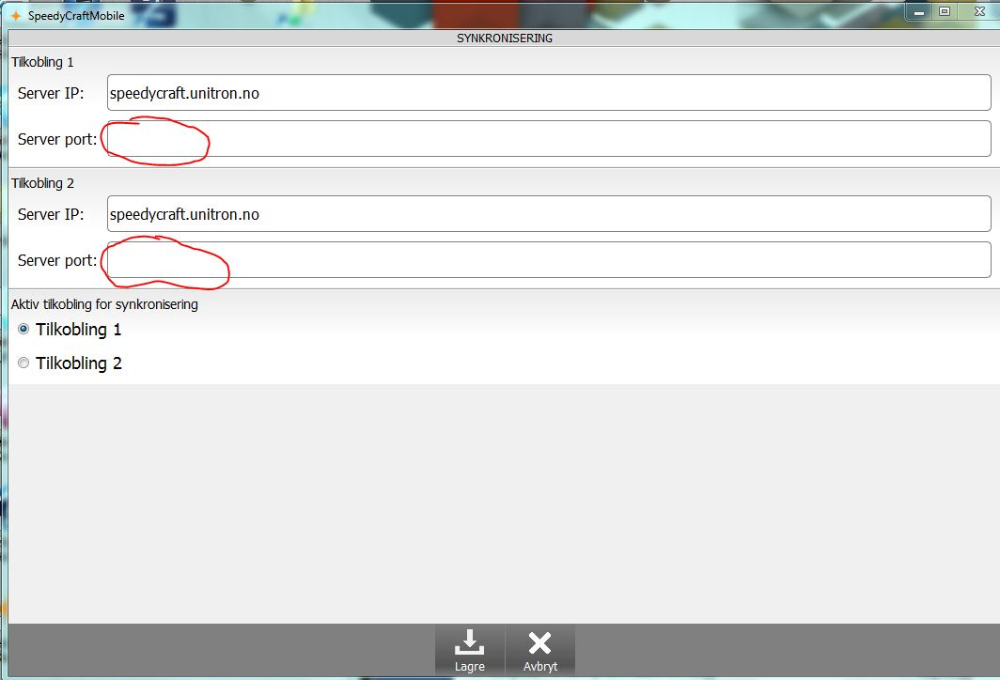 SpeedyCraftMobile
SYNKRONISERING
Tilkobling 1
Server IP: speedycraft.unitron.no
Server port:
Tilkobling 2
Server IP: speedycraft.unitron.no
Server port:
Aktiv tilkobling for synkronisering
Tilkobling 1
Tilkobling 2
Lagre Avbryt